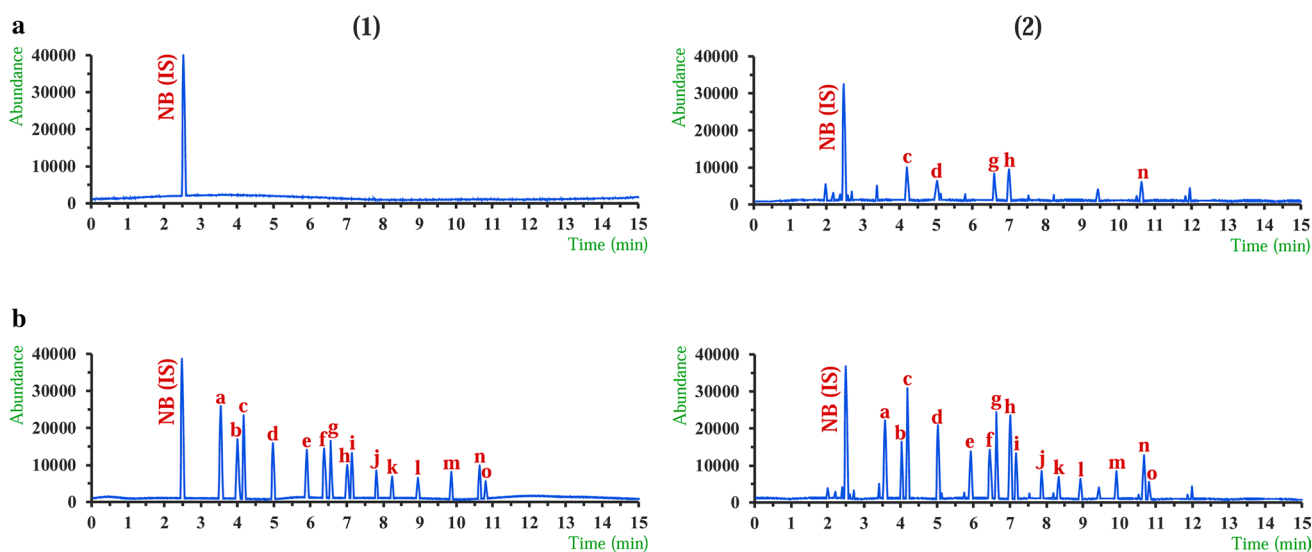 a
(1)
(2)
Abundance
40000
30000
20000
10000
0
NB (IS)
0 1 2 3 4 5 6 7 8 9 10 11 12 13 14 15
Time (min)
Abundance
40000
30000
20000
10000
0
NB (IS)
c d g h n
0 1 2 3 4 5 6 7 8 9 10 11 12 13 14 15
Time (min)
b
Abundance
40000
30000
20000
10000
0
NB (IS)
a b c d e f g h i j k l m n o
0 1 2 3 4 5 6 7 8 9 10 11 12 13 14 15
Time (min)
Abundance
40000
30000
20000
10000
0
NB (IS)
a b c d e f g h i j k l m n o
0 1 2 3 4 5 6 7 8 9 10 11 12 13 14 15
Time (min)